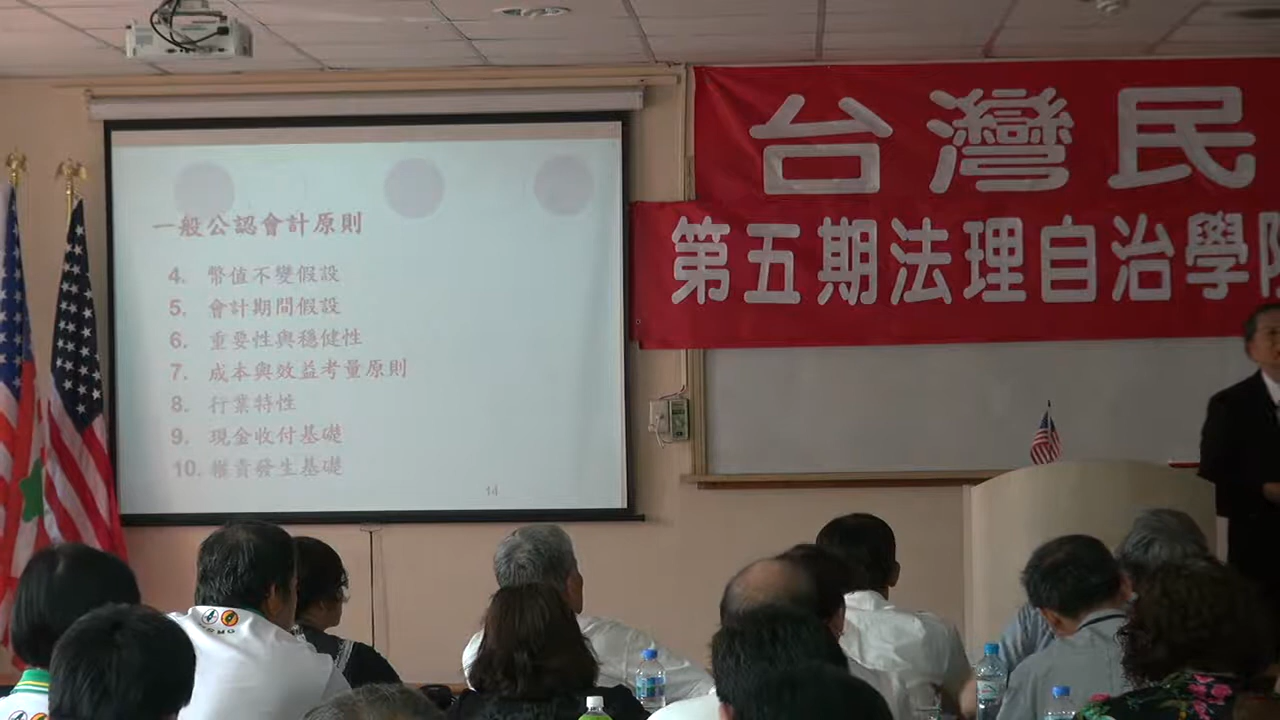 台灣民
第五期法理自治學
一般公認會計原則
4. 幣值不變假設
5. 會計期間假設
6. 重要性與穩健性
7. 成本與效益考量原則
8. 行業特性
9. 現金收付基礎
10. 權責發生基礎
14